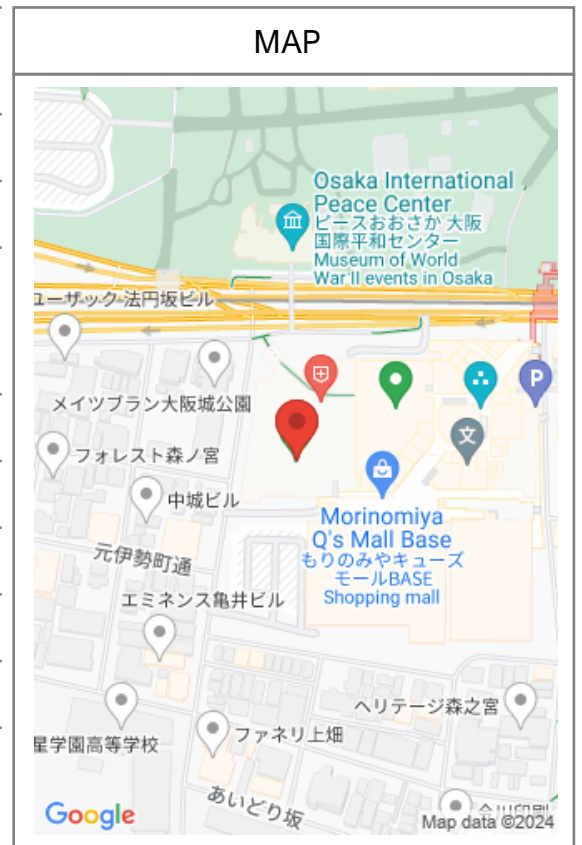 MAP
Osaka International
Peace Center
ピースおおさか 大阪
国際平和センター
Museum of World
War II events in Osaka
ユーザック 法円坂ビル
メイツブラン大阪城公園
P
文
フォレスト森ノ宮
中城ビル
Morinomiya
Q's Mall Base
もりのみやキューズ
モールBASE
Shopping mall
元伊勢町通
エミネンス亀井ビル
ヘリテージ森之宮
星学園高等学校
ファネリ上畑
あいどり坂
Google
Map data ©2024